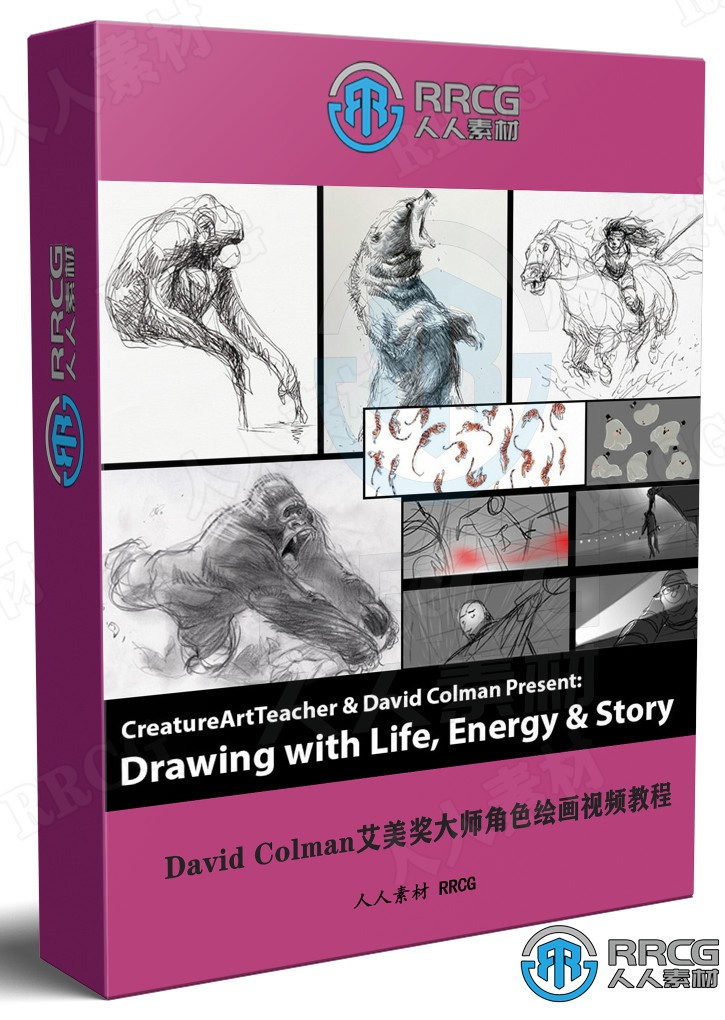 RRCG
人人素材
RRCG
人人素材
CreatureArtTeacher & David Colman Present:
Drawing with Life, Energy & Story
David Colman艾美奖大师角色绘画视频教程
人人素材 RRCG
RRCG
人人素材